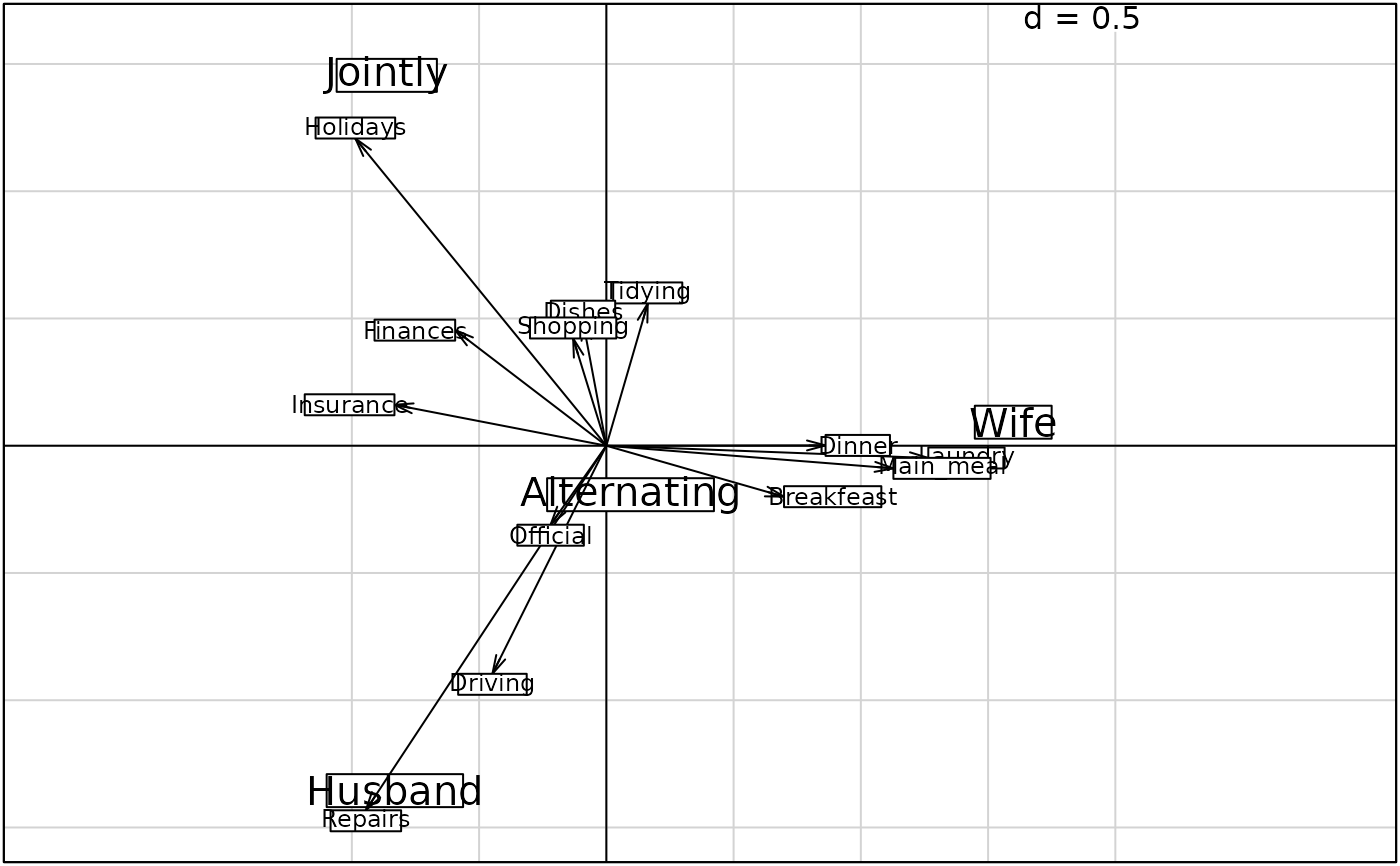 d = 0.5
Jointly
Holidays
Tidying
Dishes
Shopping
Finances
Insurance
Wife
Dinner
Laundry
Main_meal
Breakfeast
Alternating
Official
Driving
Husband
Repairs